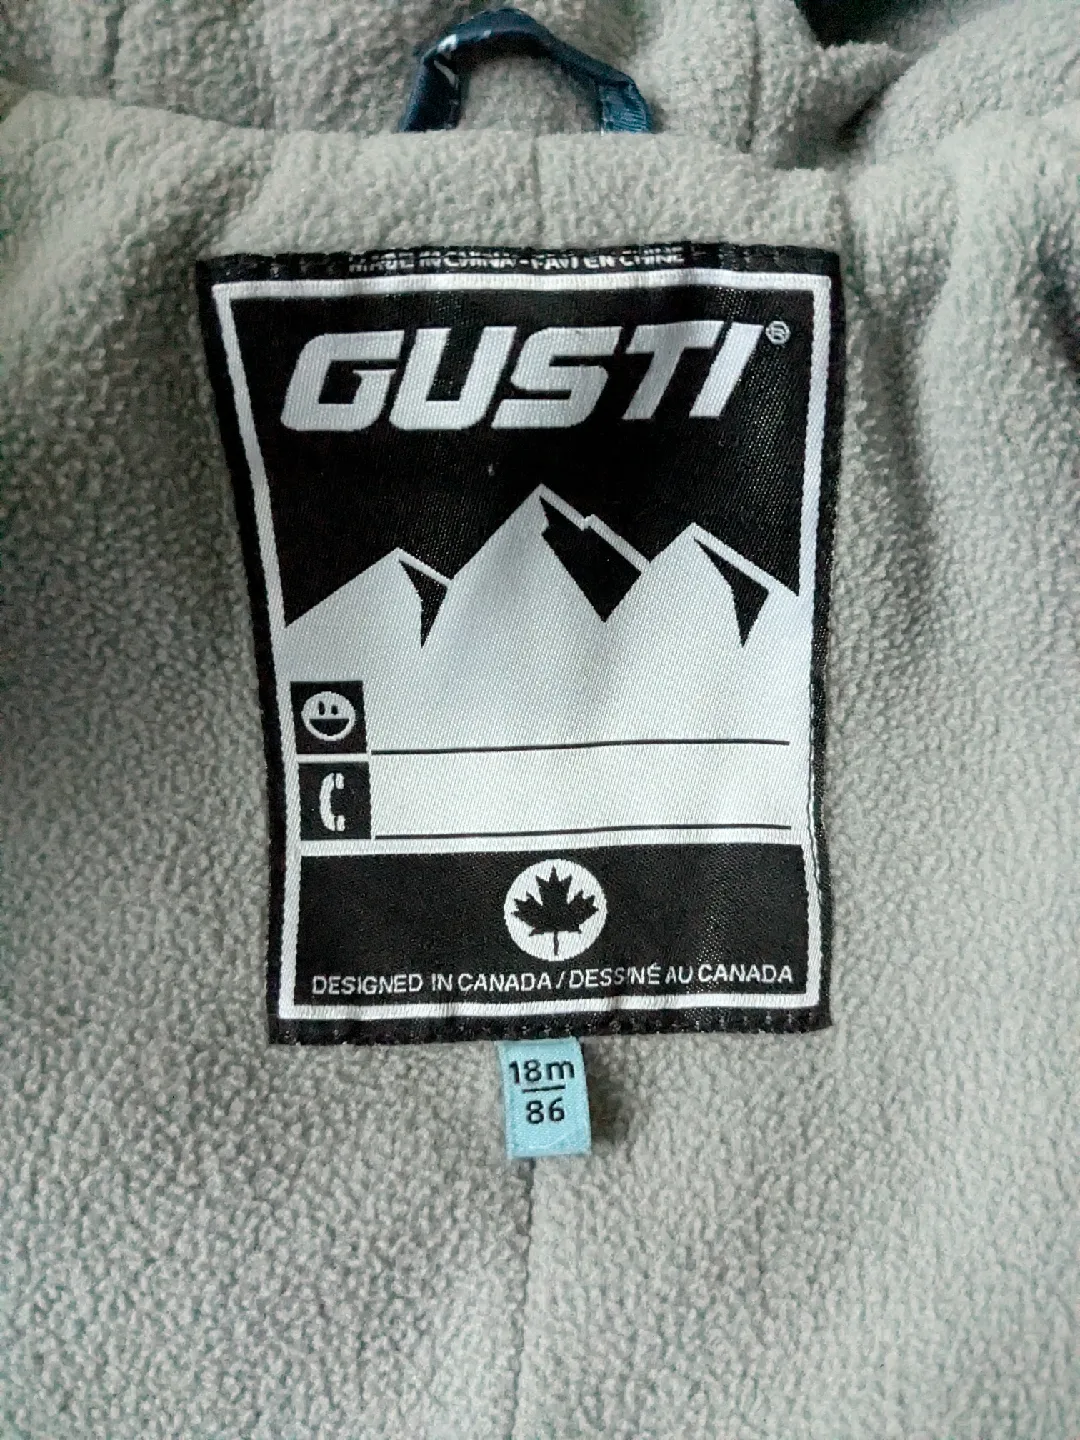 MADE IN CHINA - FAIT EN CHINE
GUSTI®
DESIGNED IN CANADA / DESSINÉ AU CANADA
18m
86